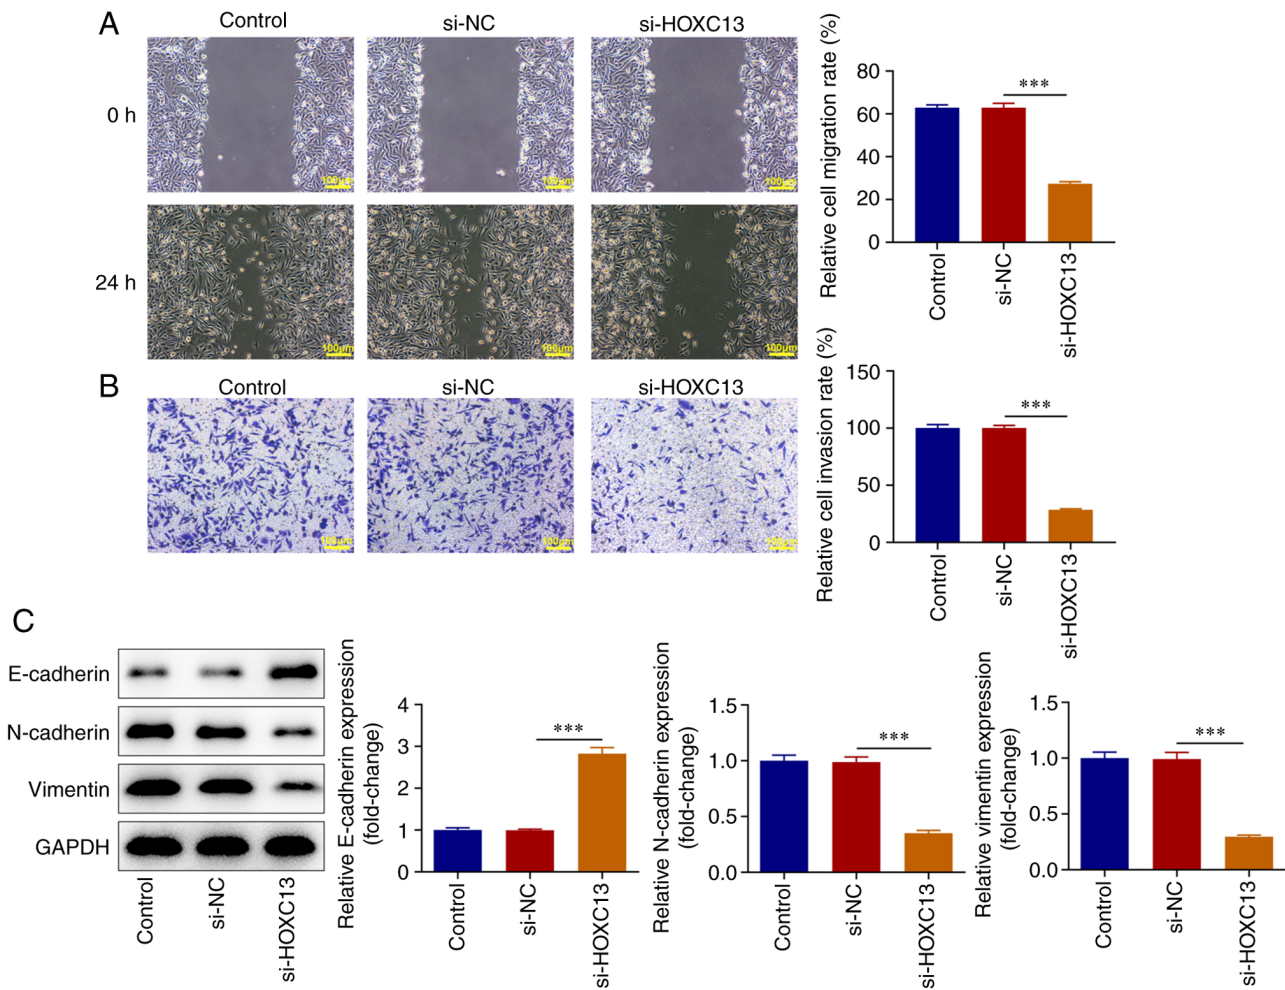 A
Control
si-NC
si-HOXC13
0 h
100μm
100μm
100μm
24 h
100μm
100μm
100μm
Relative cell migration rate (%)
80
60
40
20
0
***
Control
si-NC
si-HOXC13
B
Control
si-NC
si-HOXC13
100μm
100μm
100μm
Relative cell invasion rate (%)
150
100
50
0
***
Control
si-NC
si-HOXC13
C
E-cadherin
N-cadherin
Vimentin
GAPDH
Control
si-NC
si-HOXC13
Relative E-cadherin expression
(fold-change)
4
3
2
1
0
***
Control
si-NC
si-HOXC13
Relative N-cadherin expression
(fold-change)
1.5
1.0
0.5
0.0
***
Control
si-NC
si-HOXC13
Relative vimentin expression
(fold-change)
1.5
1.0
0.5
0.0
***
Control
si-NC
si-HOXC13